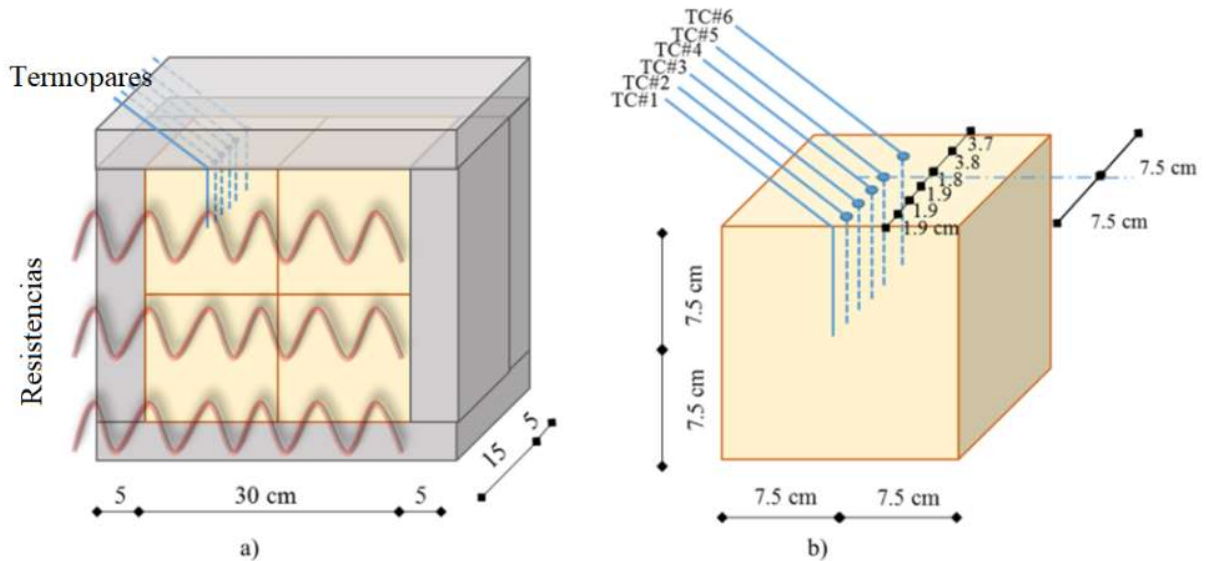 Termopares
Resistencias
5
30 cm
5
15
5
a)
TC#6
TC#5
TC#4
TC#3
TC#2
TC#1
3.7
3.8
1.8
1.9
1.9
1.9 cm
7.5 cm
7.5 cm
7.5 cm
7.5 cm
7.5 cm
7.5 cm
b)